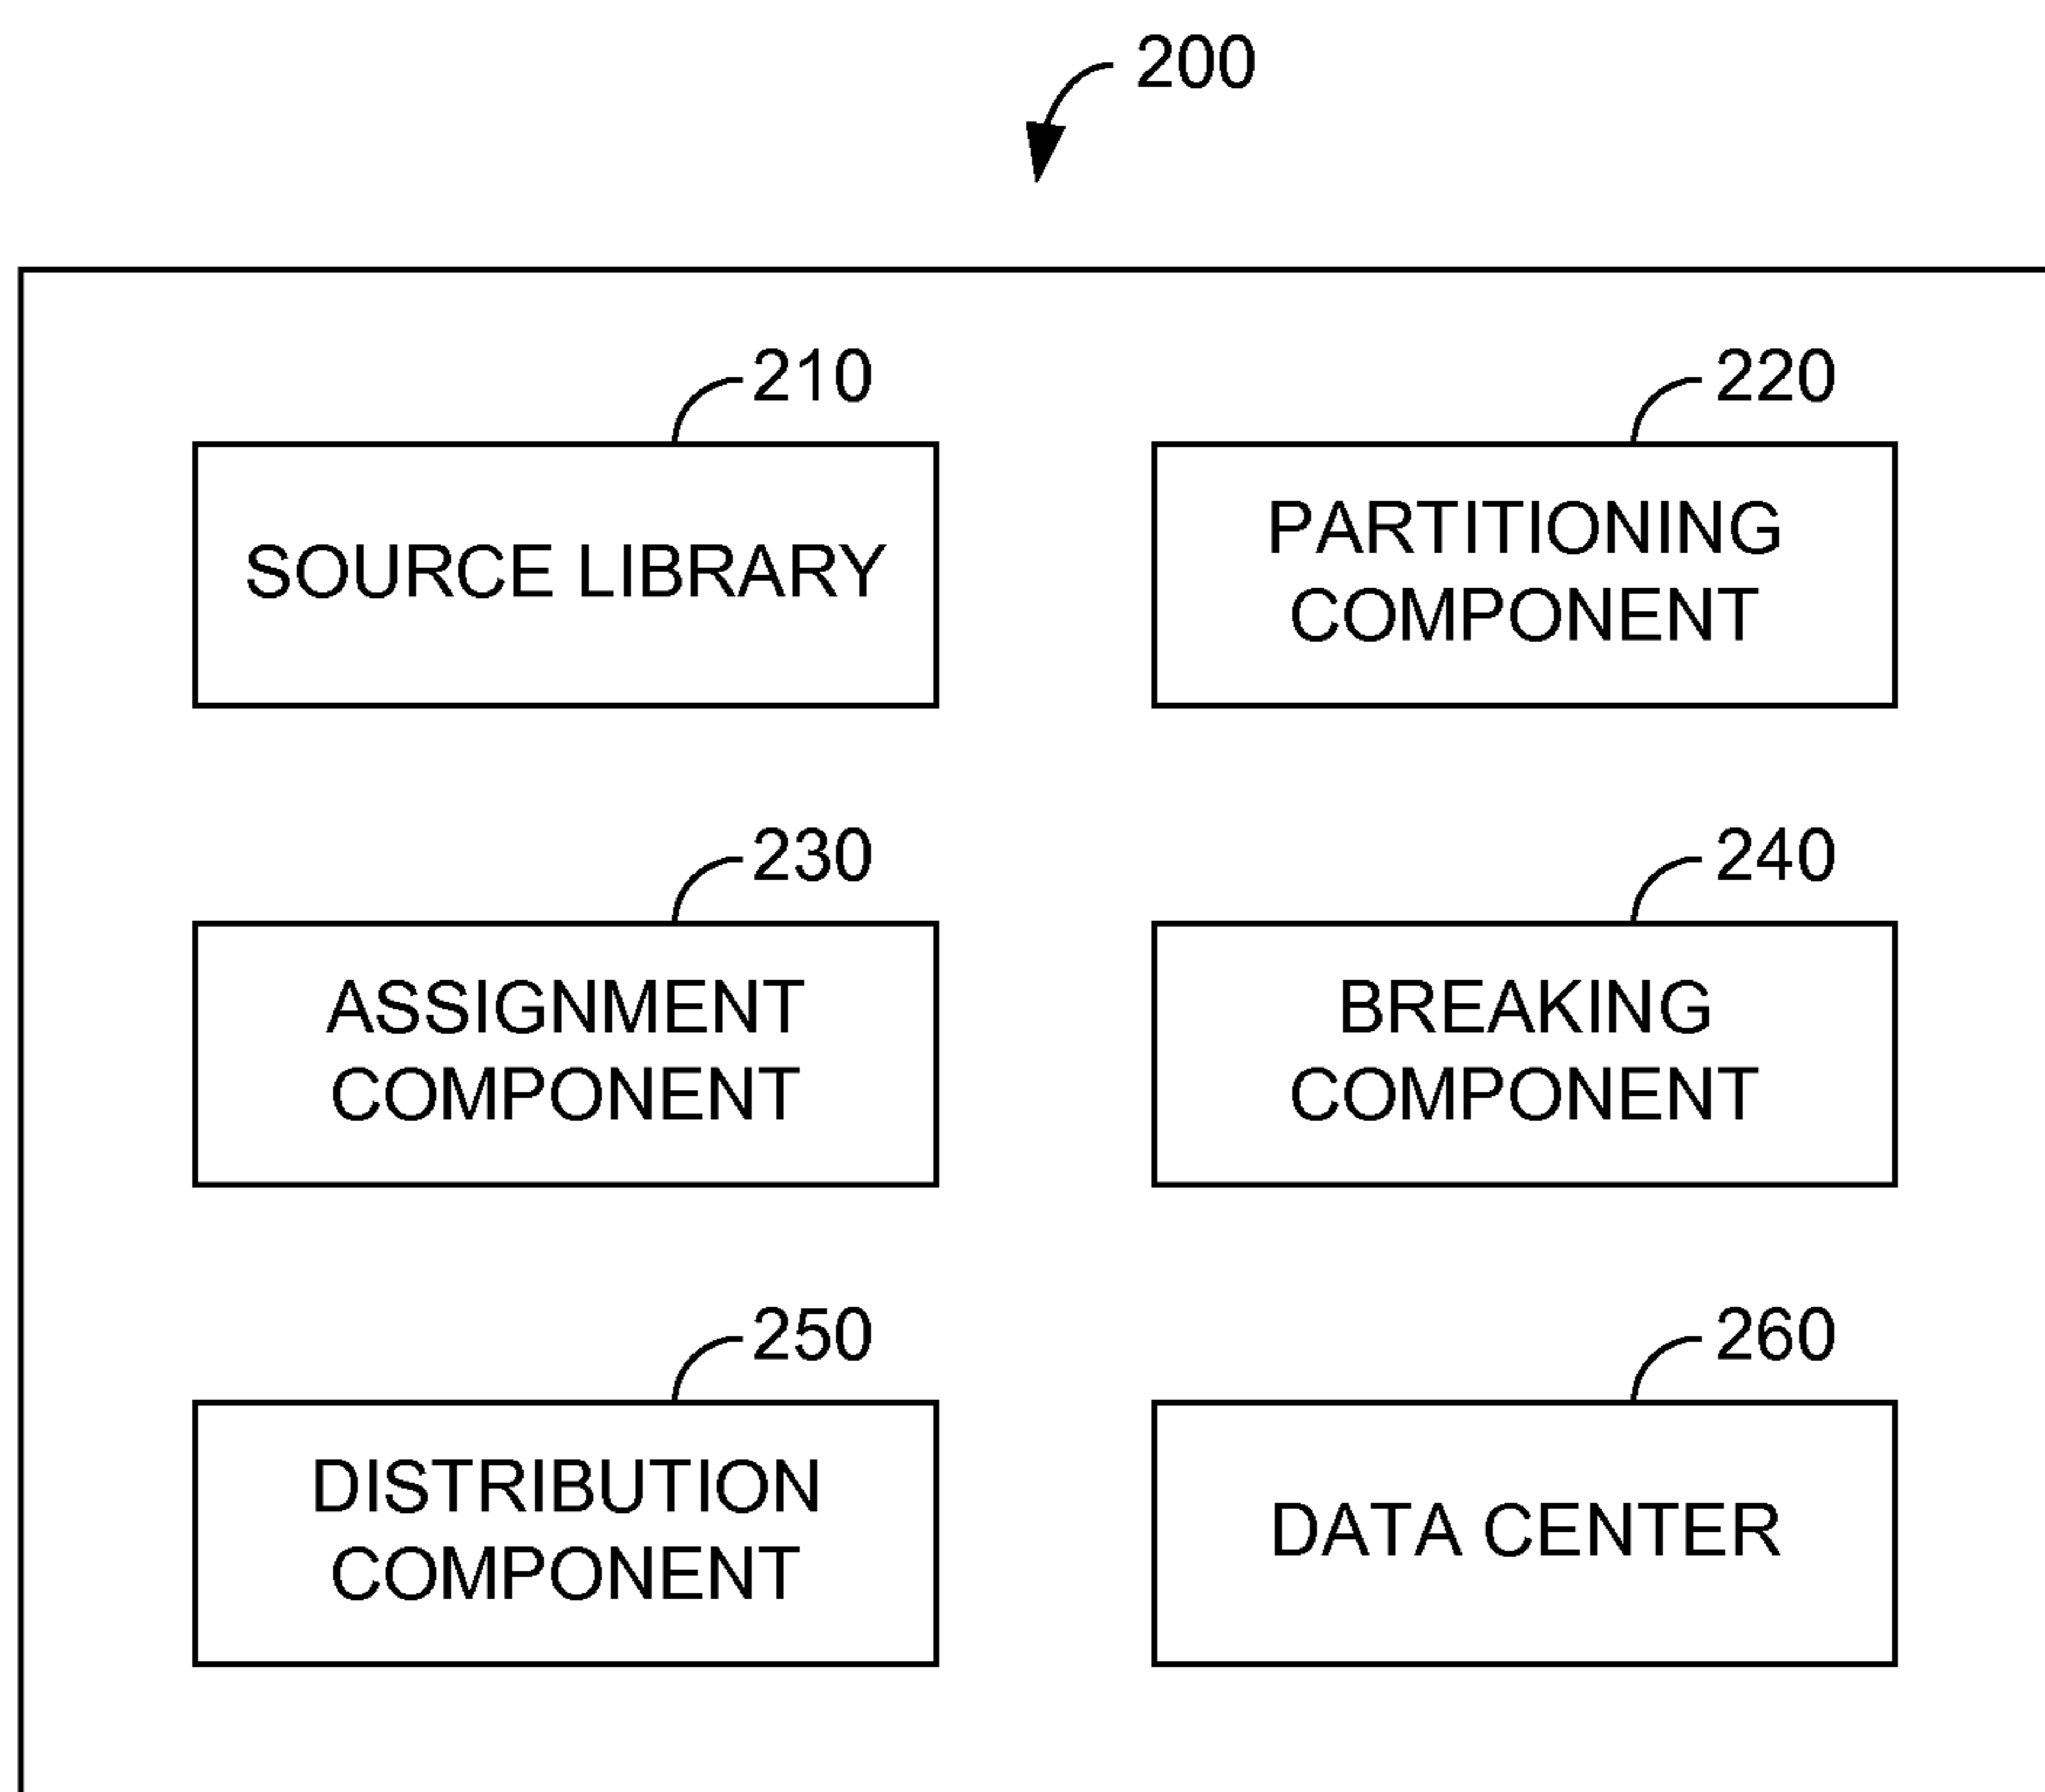 200
210
220
SOURCE LIBRARY
PARTITIONING
COMPONENT
230
240
ASSIGNMENT
COMPONENT
BREAKING
COMPONENT
250
260
DISTRIBUTION
COMPONENT
DATA CENTER